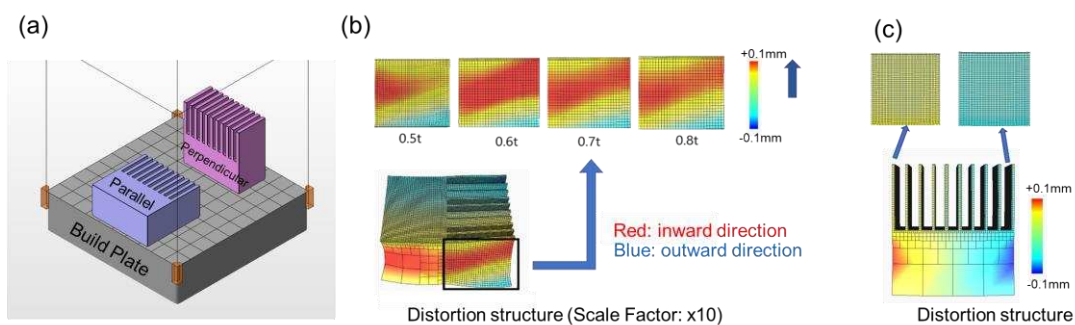 (a)
Perpendicular
Parallel
Build Plate
(b)
+0.1mm
-0.1mm
0.5t
0.6t
0.7t
0.8t
Red: inward direction
Blue: outward direction
Distortion structure (Scale Factor: x10)
(c)
+0.1mm
-0.1mm
Distortion structure